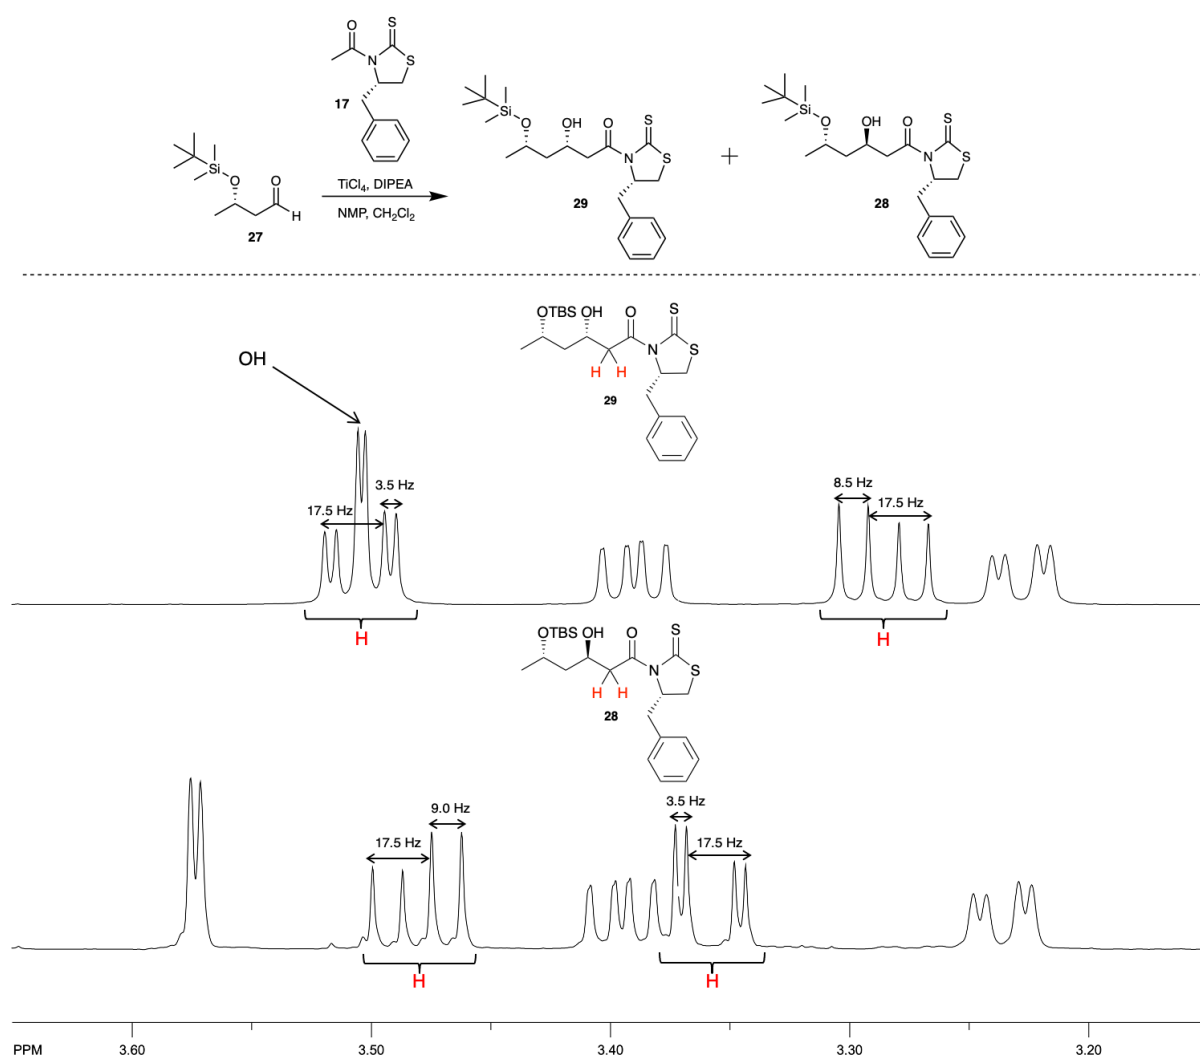 O
S
N
S
17
Si
O
O
H
27
TiCl4, DIPEA
NMP, CH2Cl2
Si
O
OH
O
S
N
S
29
+
Si
O
OH
O
S
N
S
28
OTBS
OH
O
S
N
S
H
H
29
OH
3.5 Hz
17.5 Hz
8.5 Hz
17.5 Hz
H
H
OTBS
OH
O
S
N
S
H
H
28
9.0 Hz
17.5 Hz
3.5 Hz
17.5 Hz
H
H
PPM
3.60
3.50
3.40
3.30
3.20